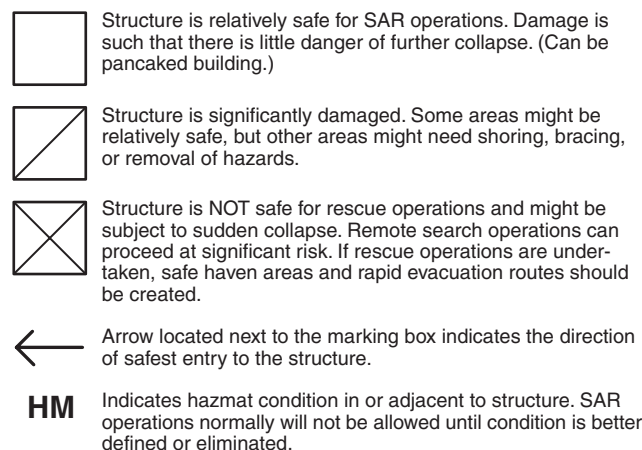 Structure is relatively safe for SAR operations. Damage is
such that there is little danger of further collapse. (Can be
pancaked building.)
Structure is significantly damaged. Some areas might be
relatively safe, but other areas might need shoring, bracing,
or removal of hazards.
Structure is NOT safe for rescue operations and might be
subject to sudden collapse. Remote search operations can
proceed at significant risk. If rescue operations are under-
taken, safe haven areas and rapid evacuation routes should
be created.
Arrow located next to the marking box indicates the direction
of safest entry to the structure.
HM
Indicates hazmat condition in or adjacent to structure. SAR
operations normally will not be allowed until condition is better
defined or eliminated.